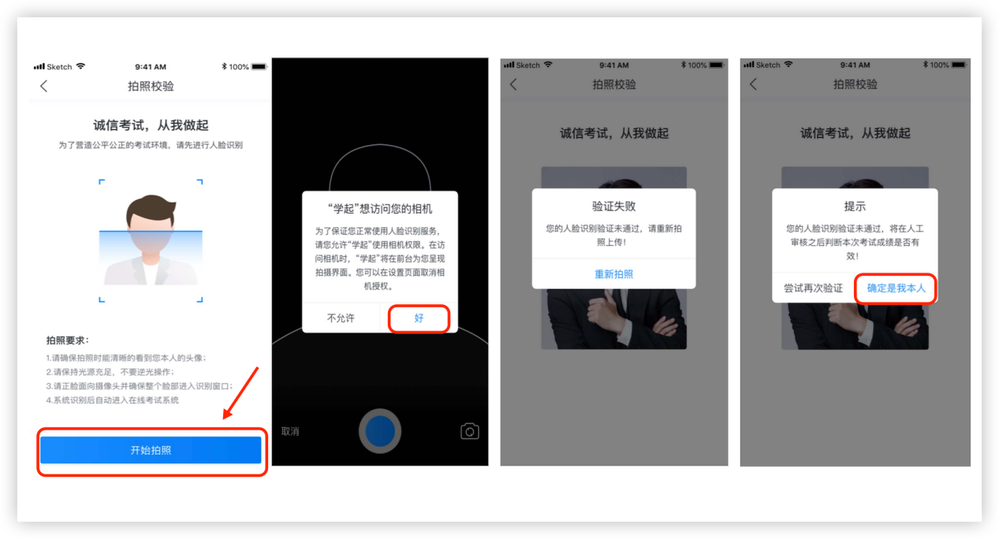 Sketch 9:41 AM 100%
拍照校验
诚信考试，从我做起
为了营造公平公正的考试环境，请先进行人脸识别
拍照要求：
1.请确保拍照时能清晰的看到您本人的头像；
2.请保持光源充足，不要逆光操作；
3.请正脸面向摄像头并确保整个脸部进入识别窗口；
4.系统识别后自动进入在线考试系统
开始拍照
“学起”想访问您的相机
为了保证您正常使用人脸识别服务，
请您允许“学起”使用相机权限。在访
问相机时，“学起”将在前台为您呈现
拍摄界面。您可以在设置页面取消相
机授权。
不允许 好
取消
Sketch 9:41 AM 100%
拍照校验
诚信考试，从我做起
验证失败
您的人脸识别验证未通过，请重新拍
照上传！
重新拍照
Sketch 9:41 AM 100%
拍照校验
诚信考试，从我做起
提示
您的人脸识别验证未通过，将在人工
审核之后判断本次考试成绩是否有
效！
尝试再次验证 确定是我本人